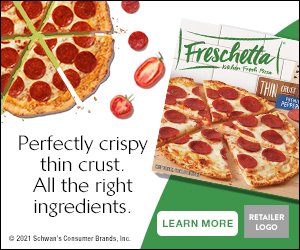 Freschetta
Kitchen Fresh Pizza
THIN
CRUST
Perfectly crispy
thin crust.
All the right
ingredients.
LEARN MORE
RETAILER
LOGO
© 2021 Schwan's Consumer Brands, Inc.